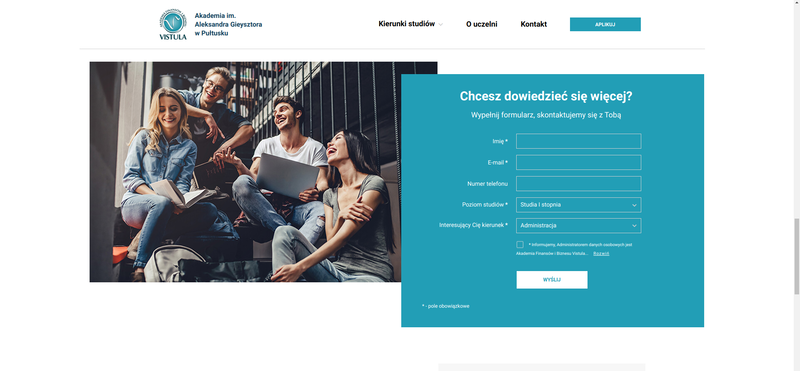 VISTULA
Akademia im.
Aleksandra Gieysztora
w Pułtusku
Kierunki studiów
O uczelni
Kontakt
APLIKUJ
Chcesz dowiedzieć się więcej?
Wypełnij formularz, skontaktujemy się z Tobą
Imię *
E-mail *
Numer telefonu
Poziom studiów * Studia I stopnia
Interesujący Cię kierunek * Administracja
* Informujemy, Administratorem danych osobowych jest
Akademia Finansów i Biznesu Vistula... Rozwiń
WYŚLIJ
* - pole obowiązkowe